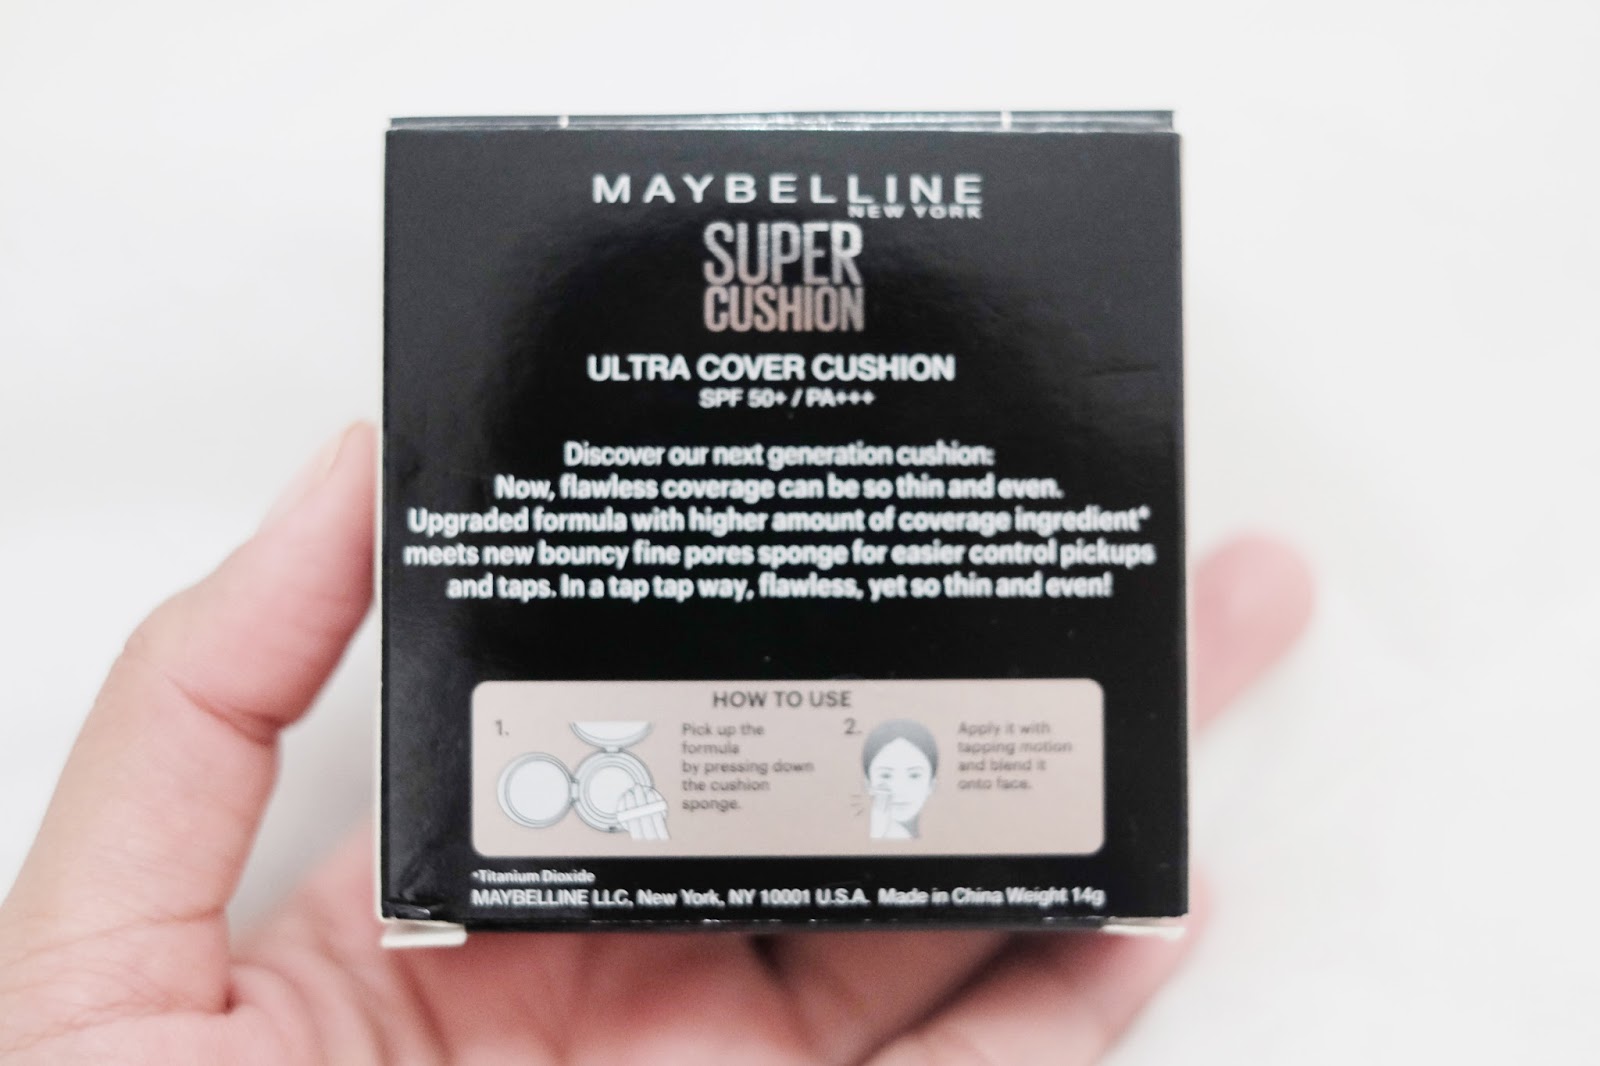 MAYBELLINE
NEW YORK
SUPER
CUSHION
ULTRA COVER CUSHION
SPF 50+ / PA+++
Discover our next generation cushion:
Now, flawless coverage can be so thin and even.
Upgraded formula with higher amount of coverage ingredient*
meets new bouncy fine pores sponge for easier control pickups
and taps. In a tap tap way, flawless, yet so thin and even!
HOW TO USE
1.
Pick up the
formula
by pressing down
the cushion
sponge.
2.
Apply it with
tapping motion
and blend it
onto face.
*Titanium Dioxide
MAYBELLINE LLC, New York, NY 10001 U.S.A. Made in China Weight 14g